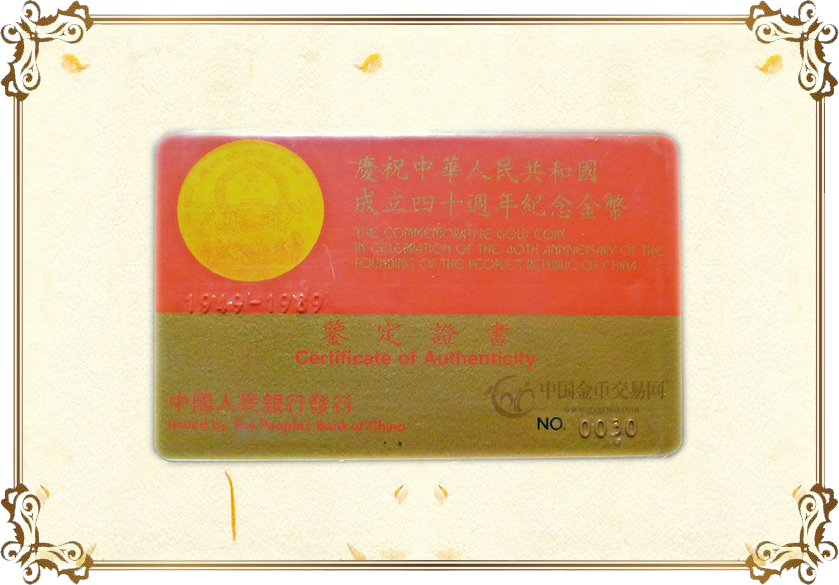 慶祝中華人民共和國
成立四十週年紀念金幣
THE COMMEMORATIVE GOLD COIN
IN CELEBRATION OF THE 40TH ANNIVERSARY OF THE
FOUNDING OF THE PEOPLE'S REPUBLIC OF CHINA
1949-1989
鑒定證書
Certificate of Authenticity
中國人民銀行發行
Issued by The People's Bank of China
中国金币交易网
NO. 0030